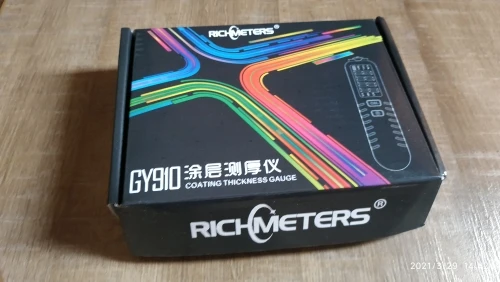 RICHMETERS
GY910 涂层测厚仪
COATING THICKNESS GAUGE
RICHMETERS®
2021/3/29